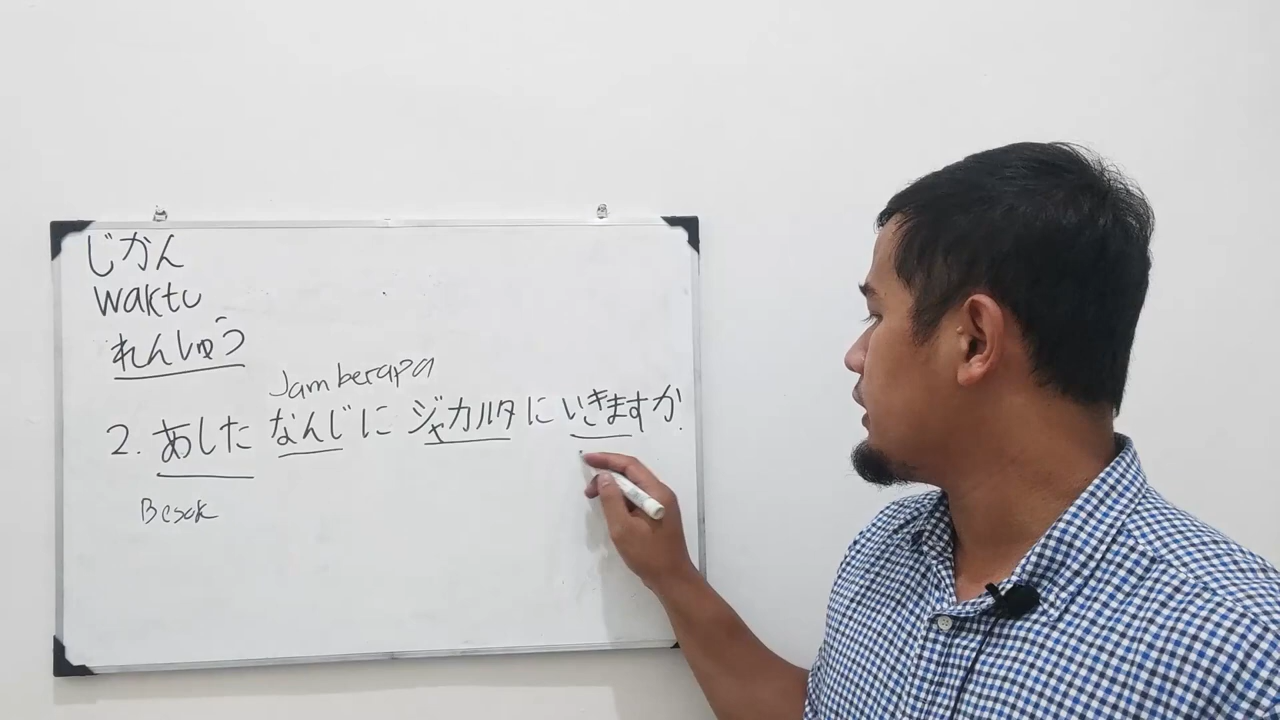 じかん
waktu
れんしゅう
Jam berapa
2. あした なんじに ジャカルタに いきますか.
Besok